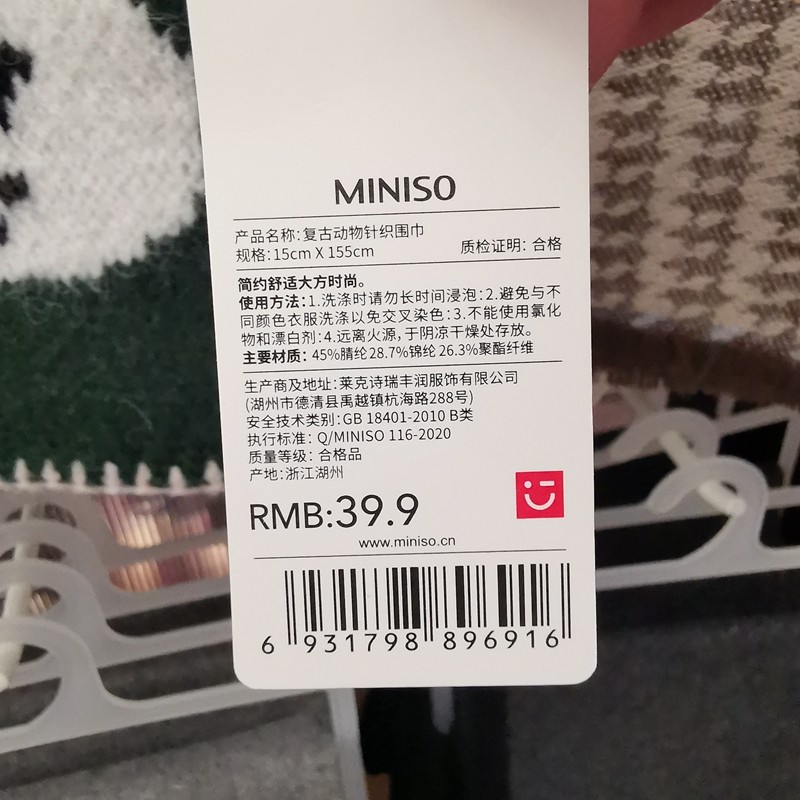 MINISO
产品名称:复古动物针织围巾
规格:15cm X 155cm 质检证明: 合格
简约舒适大方时尚。
使用方法:1.洗涤时请勿长时间浸泡:2.避免与不
同颜色衣服洗涤以免交叉染色:3.不能使用氯化
物和漂白剂:4.远离火源,于阴凉干燥处存放。
主要材质: 45%腈纶28.7%锦纶 26.3%聚酯纤维
生产商及地址: 莱克诗瑞丰润服饰有限公司
(湖州市德清县禹越镇杭海路288号)
安全技术类别:GB 18401-2010 B类
执行标准: Q/MINISO 116-2020
质量等级: 合格品
产地:浙江湖州
RMB:39.9
www.miniso.cn
6 931798 896916